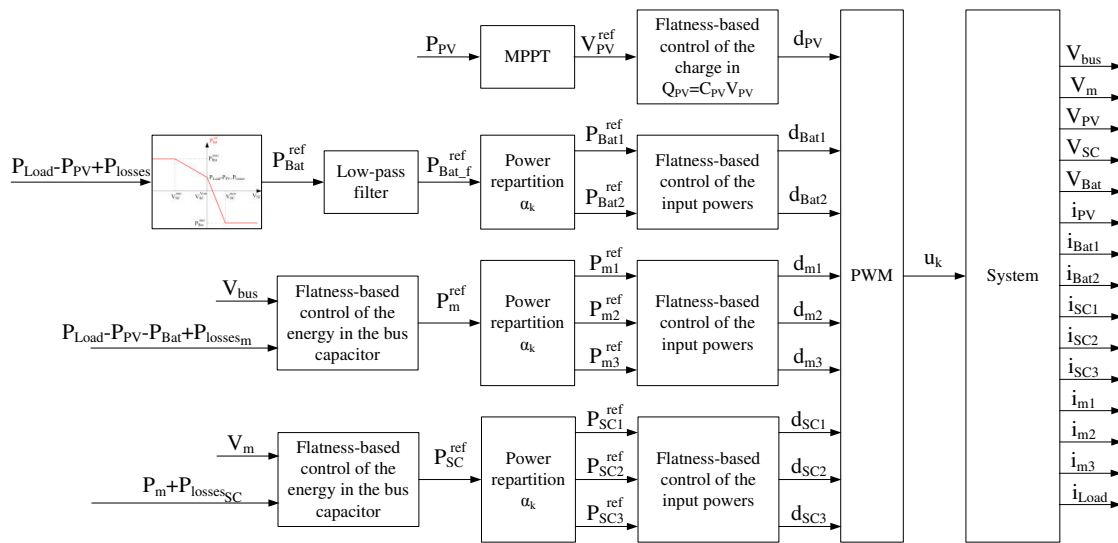 P_PV
MPPT
V_PV^ref
Flatness-based
control of the
charge in
Q_PV=C_PV V_PV
d_PV
P_Load-P_PV+P_losses
P_Bat^ref
Low-pass
filter
P_Bat_f^ref
Power
repartition
α_k
P_Bat1^ref
P_Bat2^ref
Flatness-based
control of the
input powers
d_Bat1
d_Bat2
V_bus
P_Load-P_PV-P_Bat+P_losses_m
Flatness-based
control of the
energy in the bus
capacitor
P_m^ref
Power
repartition
α_k
P_m1^ref
P_m2^ref
P_m3^ref
Flatness-based
control of the
input powers
d_m1
d_m2
d_m3
V_m
P_m+P_losses_SC
Flatness-based
control of the
energy in the bus
capacitor
P_SC^ref
Power
repartition
α_k
P_SC1^ref
P_SC2^ref
P_SC3^ref
Flatness-based
control of the
input powers
d_SC1
d_SC2
d_SC3
PWM
u_k
System
V_bus
V_m
V_PV
V_SC
V_Bat
i_PV
i_Bat1
i_Bat2
i_SC1
i_SC2
i_SC3
i_m1
i_m2
i_m3
i_Load